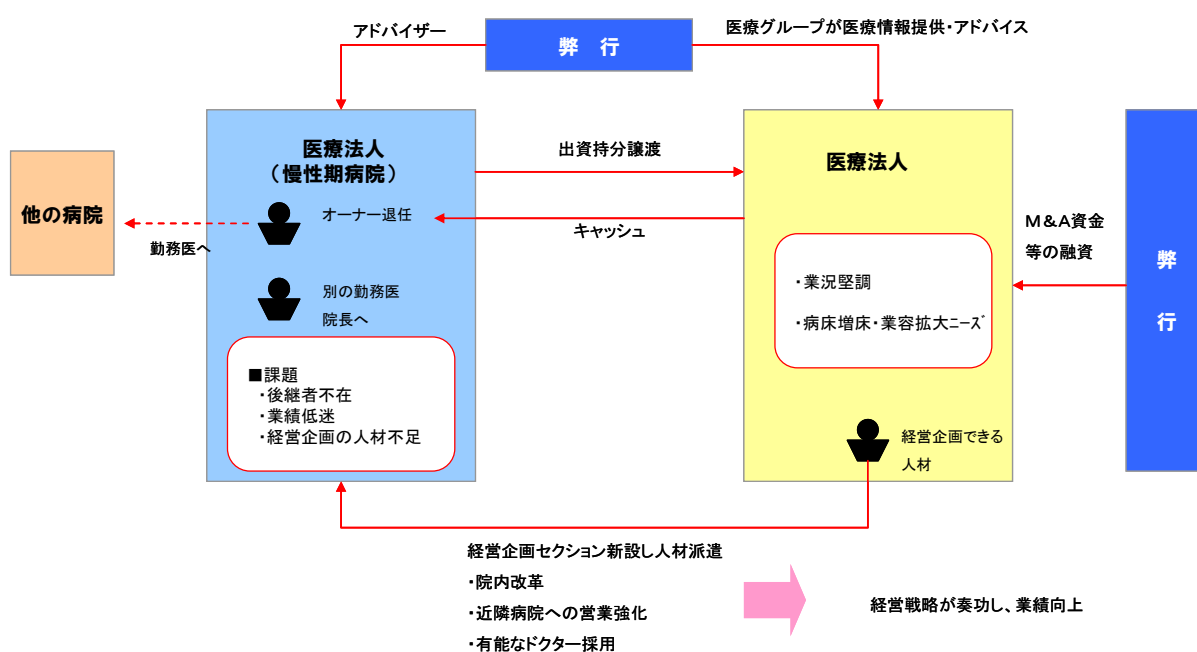 アドバイザー
弊 行
医療グループが医療情報提供・アドバイス
医療法人
(慢性期病院)
出資持分譲渡
医療法人
他の病院
オーナー退任
キャッシュ
M&A資金
等の融資
勤務医へ
弊
行
別の勤務医
院長へ
・業況堅調
・病床増床・業容拡大ニーズ
■課題
・後継者不在
・業績低迷
・経営企画の人材不足
経営企画できる
人材
経営企画セクション新設し人材派遣
・院内改革
・近隣病院への営業強化
・有能なドクター採用
経営戦略が奏功し、業績向上